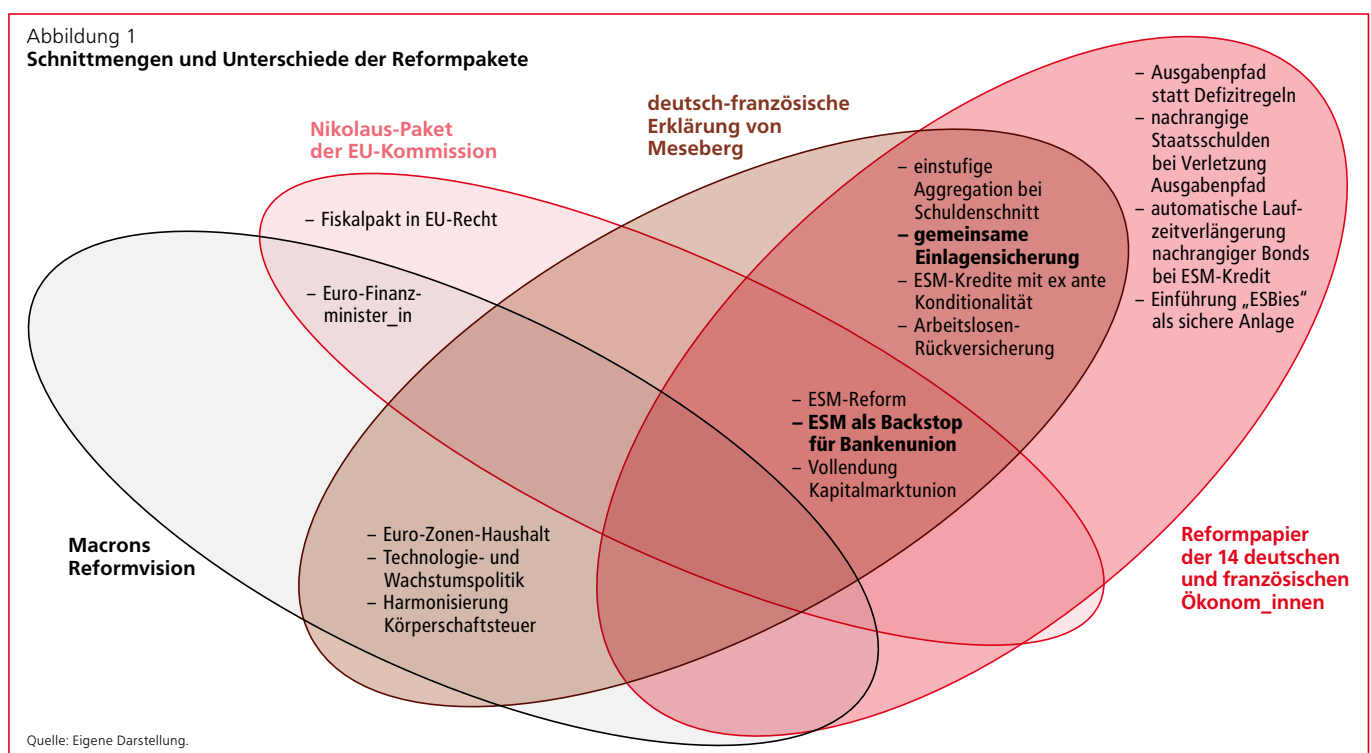 Abbildung 1
Schnittmengen und Unterschiede der Reformpakete
Nikolaus-Paket
der EU-Kommission
deutsch-französische
Erklärung von
Meseberg
– Ausgabenpfad
statt Defizitregeln
– nachrangige
Staatsschulden
bei Verletzung
Ausgabenpfad
– automatische Lauf-
zeitverlängerung
nachrangiger Bonds
bei ESM-Kredit
– Einführung „ESBies“
als sichere Anlage
– Fiskalpakt in EU-Recht
– Euro-Finanz-
minister_in
– einstufige
Aggregation bei
Schuldenschnitt
– gemeinsame
Einlagensicherung
– ESM-Kredite mit ex ante
Konditionalität
– Arbeitslosen-
Rückversicherung
– ESM-Reform
– ESM als Backstop
für Bankenunion
– Vollendung
Kapitalmarktunion
Macrons
Reformvision
– Euro-Zonen-Haushalt
– Technologie- und
Wachstumspolitik
– Harmonisierung
Körperschaftsteuer
Reformpapier
der 14 deutschen
und französischen
Ökonom_innen
Quelle: Eigene Darstellung.